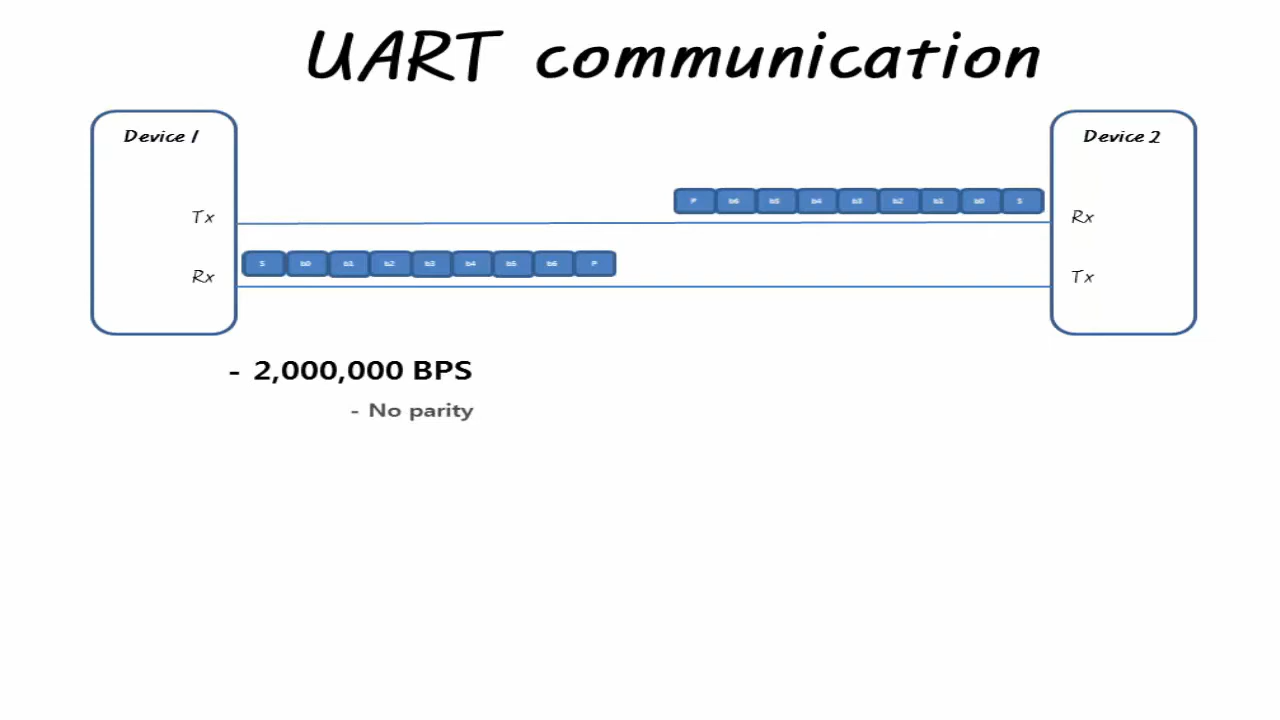 UART communication
Device 1
Device 2
P b6 b5 b4 b3 b2 b1 b0 S
Tx
Rx
S b0 b1 b2 b3 b4 b5 b6 P
Rx
Tx
- 2,000,000 BPS
- No parity